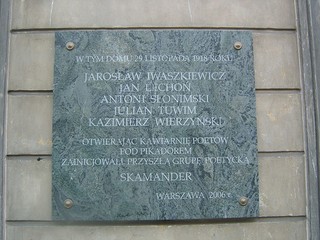 W TYM DOMU 29 LISTOPADA 1918 ROKU
JAROSŁAW IWASZKIEWICZ
JAN LECHOŃ
ANTONI SŁONIMSKI
JULIAN TUWIM
KAZIMIERZ WIERZYŃSKI
OTWIERAJĄC KAWIARNIĘ POETÓW
POD PIKADOREM
ZAINICJOWALI PRZYSZŁĄ GRUPĘ POETYCKĄ
SKAMANDER
WARSZAWA 2006 r.